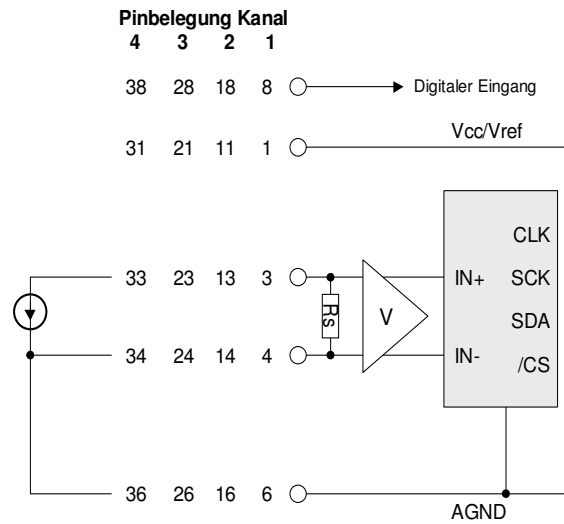 Pinbelegung Kanal
4 3 2 1
38 28 18 8 Digitaler Eingang
31 21 11 1 Vcc/Vref
CLK
33 23 13 3 IN+ SCK
Rs V SDA
34 24 14 4 IN- /CS
36 26 16 6 AGND